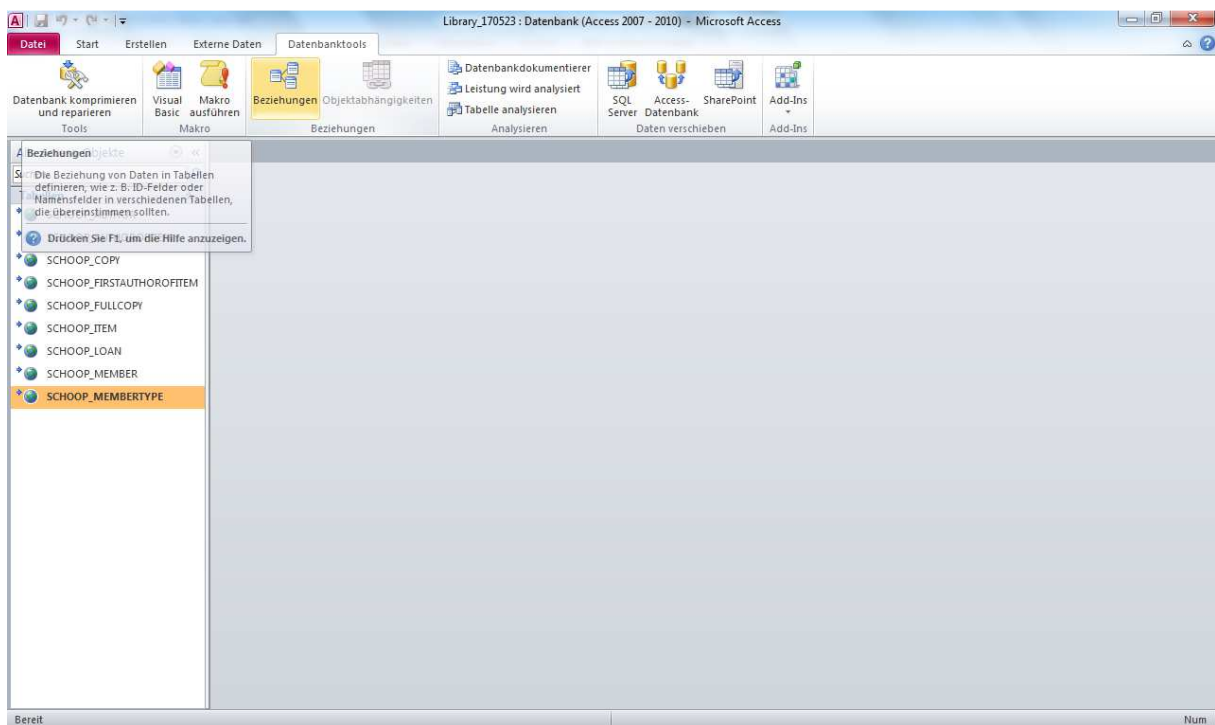 A
Library_170523 : Datenbank (Access 2007 - 2010) - Microsoft Access
Datei Start Erstellen Externe Daten Datenbanktools
Datenbank komprimieren und reparieren
Visual Basic
Makro ausführen
Beziehungen
Objektabhängigkeiten
Datenbankdokumentierer
Leistung wird analysiert
Tabelle analysieren
SQL Server
Access-Datenbank
SharePoint
Add-Ins
Tools Makro Beziehungen Analysieren Daten verschieben Add-Ins
Beziehungen
Die Beziehung von Daten in Tabellen
definieren, wie z. B. ID-Felder oder
Namensfelder in verschiedenen Tabellen,
die übereinstimmen sollten.
Drücken Sie F1, um die Hilfe anzuzeigen.
SCHOOP_COPY
SCHOOP_FIRSTAUTHOROFITEM
SCHOOP_FULLCOPY
SCHOOP_ITEM
SCHOOP_LOAN
SCHOOP_MEMBER
SCHOOP_MEMBERTYPE
Bereit Num